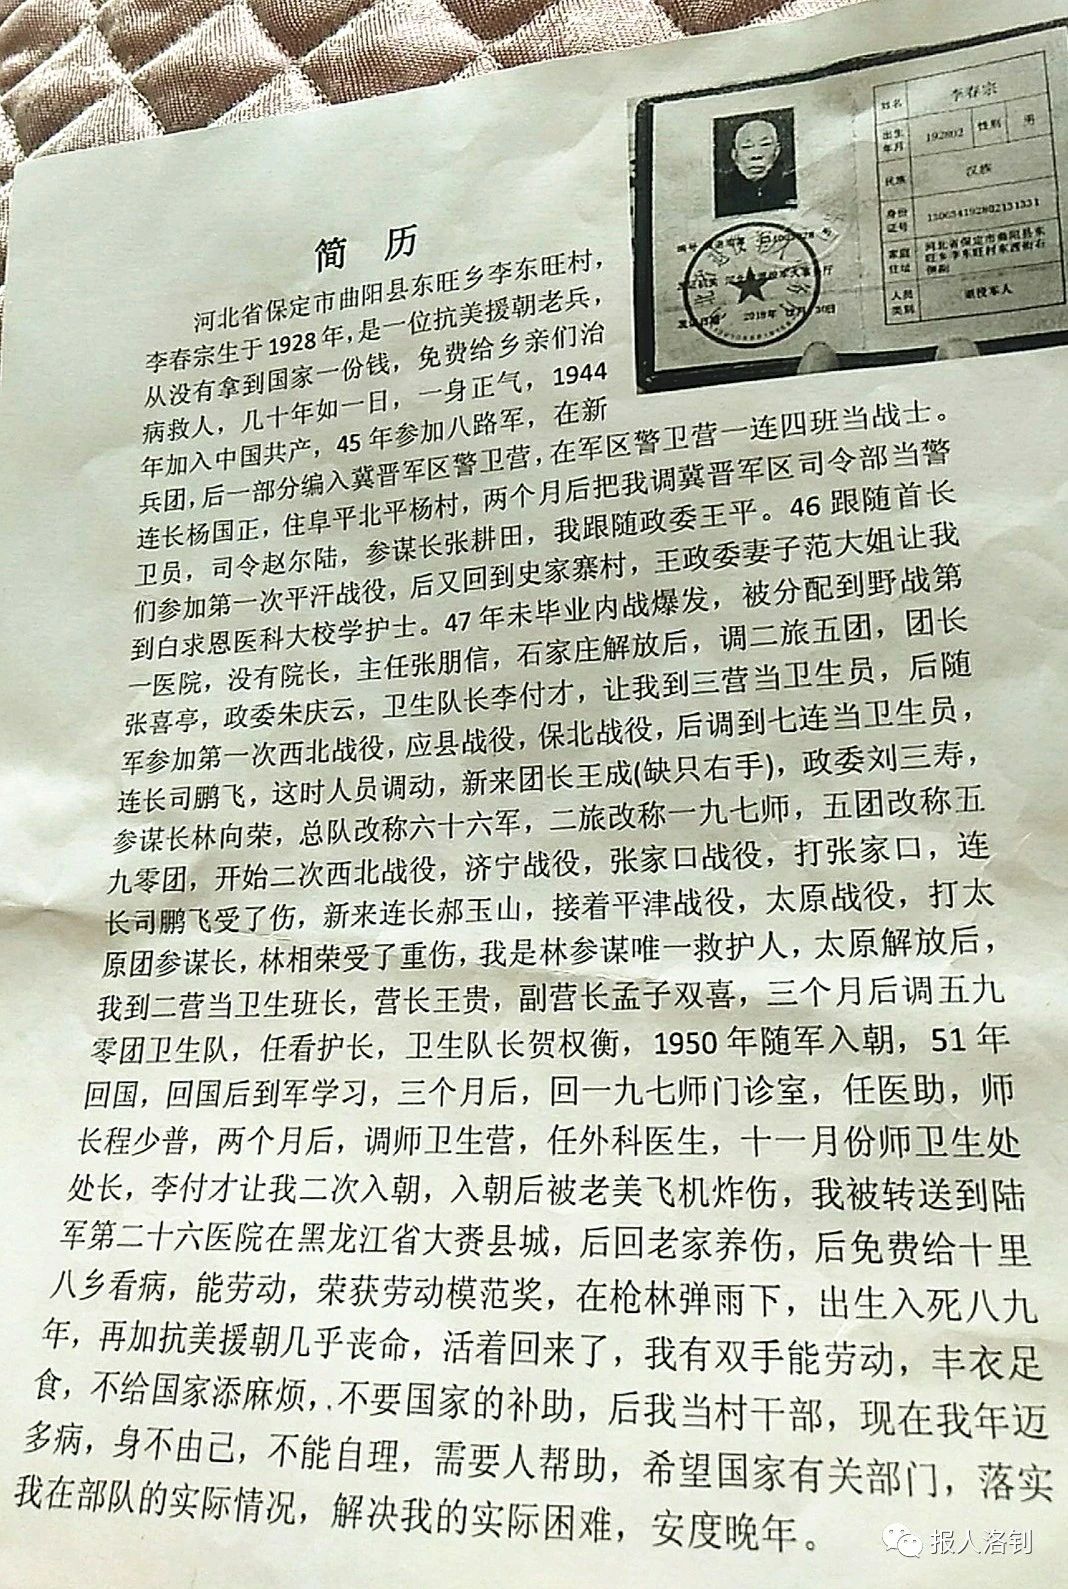 姓名 李春宗
出生年月 192802 性别 男
民族 汉族
身份证号 130634192802131331
家庭住址 河北省保定市曲阳县东旺乡李东旺村东西街右侧
人员类别 退役军人
简 历
河北省保定市曲阳县东旺乡李东旺村，
李春宗生于1928年，是一位抗美援朝老兵，
从没有拿到国家一份钱，免费给乡亲们治
病救人，几十年如一日，一身正气，1944
年加入中国共产，45年参加八路军，在新
兵团，后一部分编入冀晋军区警卫营，在军区警卫营一连四班当战士。
连长杨国正，住阜平北平杨村，两个月后把我调冀晋军区司令部当警
卫员，司令赵尔陆，参谋长张耕田，我跟随政委王平。46跟随首长
们参加第一次平汗战役，后又回到史家寨村，王政委妻子范大姐让我
到白求恩医科大校学护士。47年未毕业内战爆发，被分配到野战第
一医院，没有院长，主任张朋信，石家庄解放后，调二旅五团，团长
张喜亭，政委朱庆云，卫生队长李付才，让我到三营当卫生员，后随
军参加第一次西北战役，应县战役，保北战役，后调到七连当卫生员，
连长司鹏飞，这时人员调动，新来团长王成(缺只右手)，政委刘三寿，
参谋长林向荣，总队改称六十六军，二旅改称一九七师，五团改称五
九零团，开始二次西北战役，济宁战役，张家口战役，打张家口，连
长司鹏飞受了伤，新来连长郝玉山，接着平津战役，太原战役，打太
原团参谋长，林相荣受了重伤，我是林参谋唯一救护人，太原解放后，
我到二营当卫生班长，营长王贵，副营长孟子双喜，三个月后调五九
零团卫生队，任看护长，卫生队长贺权衡，1950年随军入朝，51年
回国，回国后到军学习，三个月后，回一九七师门诊室，任医助，师
长程少普，两个月后，调师卫生营，任外科医生，十一月份师卫生处
处长，李付才让我二次入朝，入朝后被老美飞机炸伤，我被转送到陆
军第二十六医院在黑龙江省大赉县城，后回老家养伤，后免费给十里
八乡看病，能劳动，荣获劳动模范奖，在枪林弹雨下，出生入死八九
年，再加抗美援朝几乎丧命，活着回来了，我有双手能劳动，丰衣足
食，不给国家添麻烦，.不要国家的补助，后我当村干部，现在我年迈
多病，身不由己，不能自理，需要人帮助，希望国家有关部门，落实
我在部队的实际情况，解决我的实际困难，安度晚年。
报人洛钊